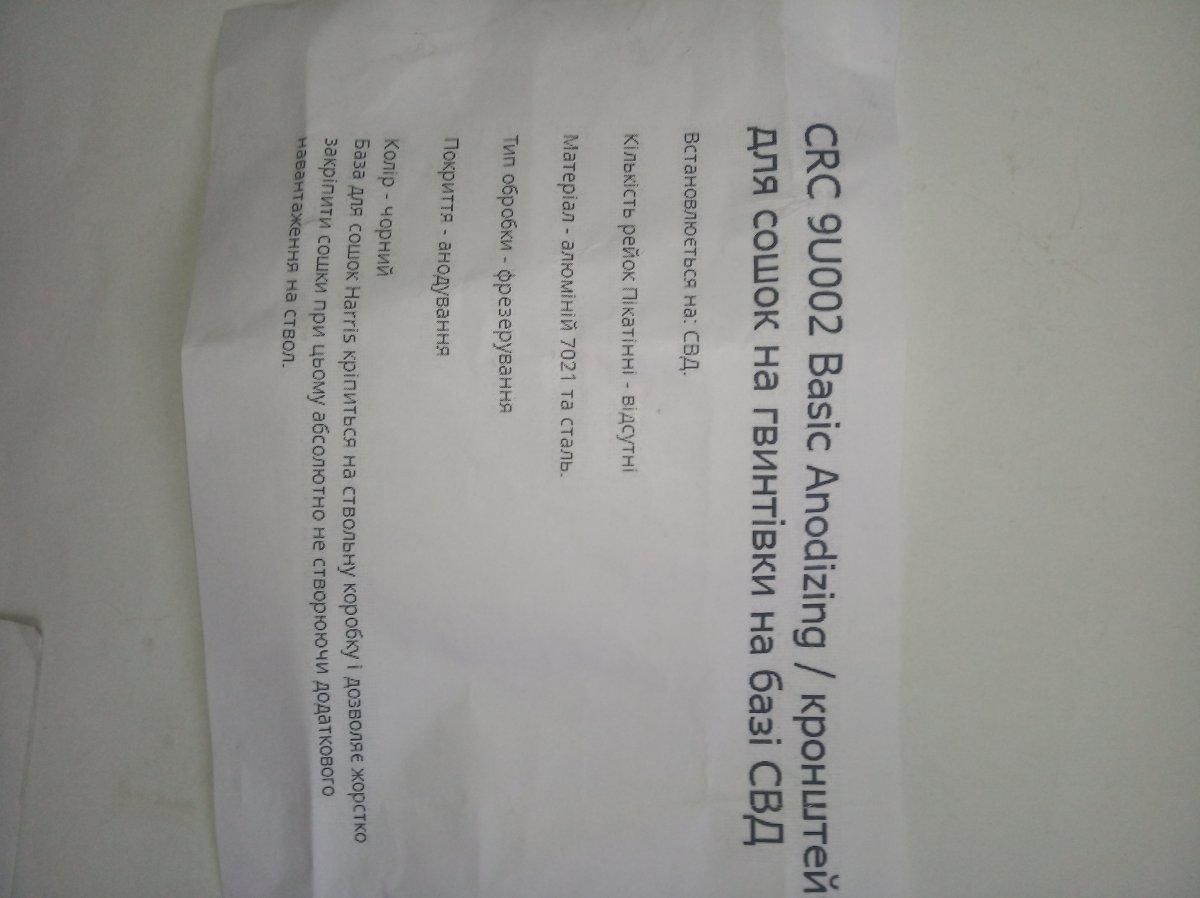 CRC 9U002 Basic Anodizing / кронштей
для сошок на гвинтівки на базі СВД
Встановлюється на: СВД.
Кількість рейок Пікатінні - відсутні
Матеріал - алюміній 7021 та сталь.
Тип обробки - фрезерування
Покриття - анодування
Колір - чорний
База для сошок Harris кріпиться на ствольну коробку і дозволяє жорстко
закріпити сошки при цьому абсолютно не створюючи додаткового
навантаження на ствол.